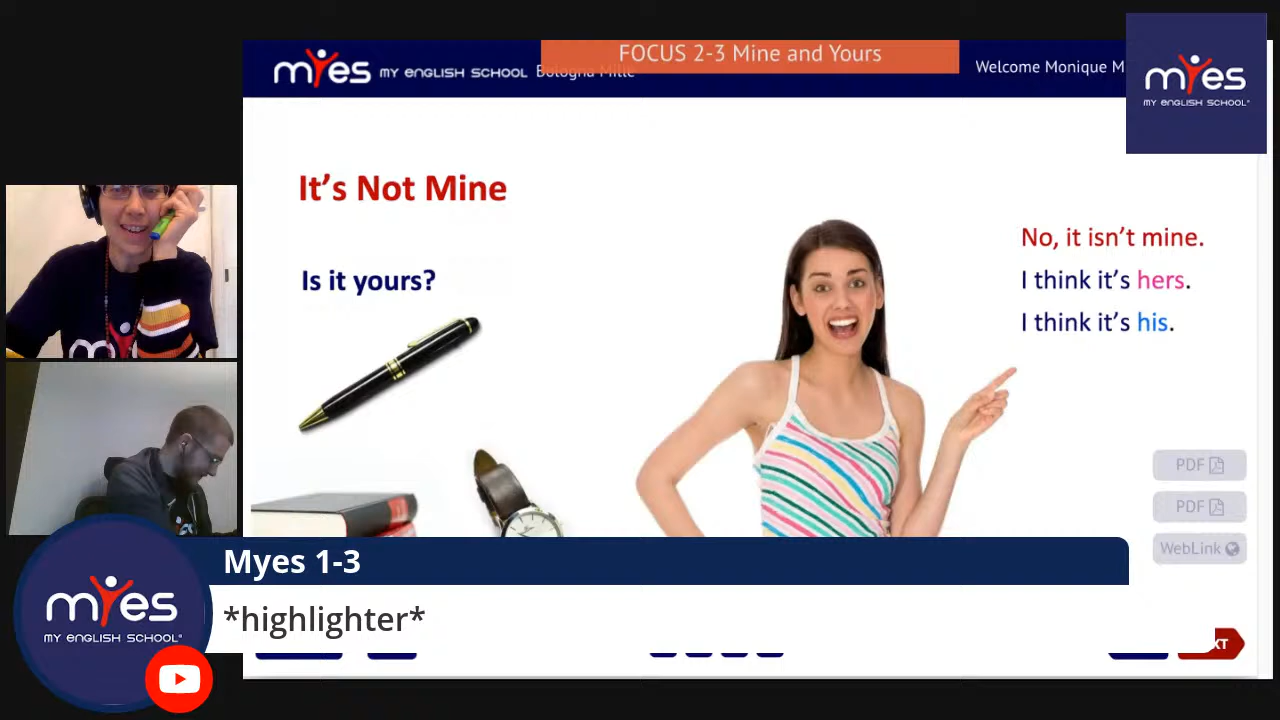 myes MY ENGLISH SCHOOL Bologna Mille
FOCUS 2-3 Mine and Yours
Welcome Monique M
myes
MY ENGLISH SCHOOL®
It's Not Mine
Is it yours?
No, it isn't mine.
I think it's hers.
I think it's his.
PDF
PDF
WebLink
Myes 1-3
*highlighter*
myes
MY ENGLISH SCHOOL®